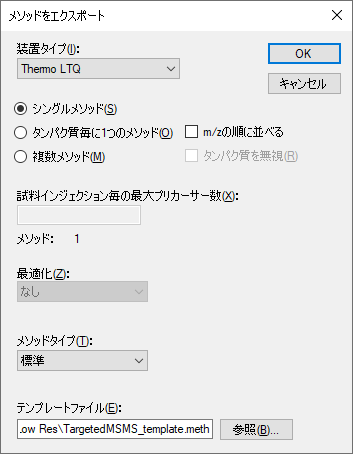 メソッドをエクスポート
装置タイプ(I):
Thermo LTQ
OK
キャンセル
シングルメソッド(S)
タンパク質毎に1つのメソッド(O)
m/zの順に並べる
複数メソッド(M)
タンパク質を無視(R)
試料インジェクション毎の最大プリカーサー数(X):
メソッド: 1
最適化(Z):
なし
メソッドタイプ(T):
標準
テンプレートファイル(E):
.ow Res\TargetedMSMS_template.meth
参照(B)...